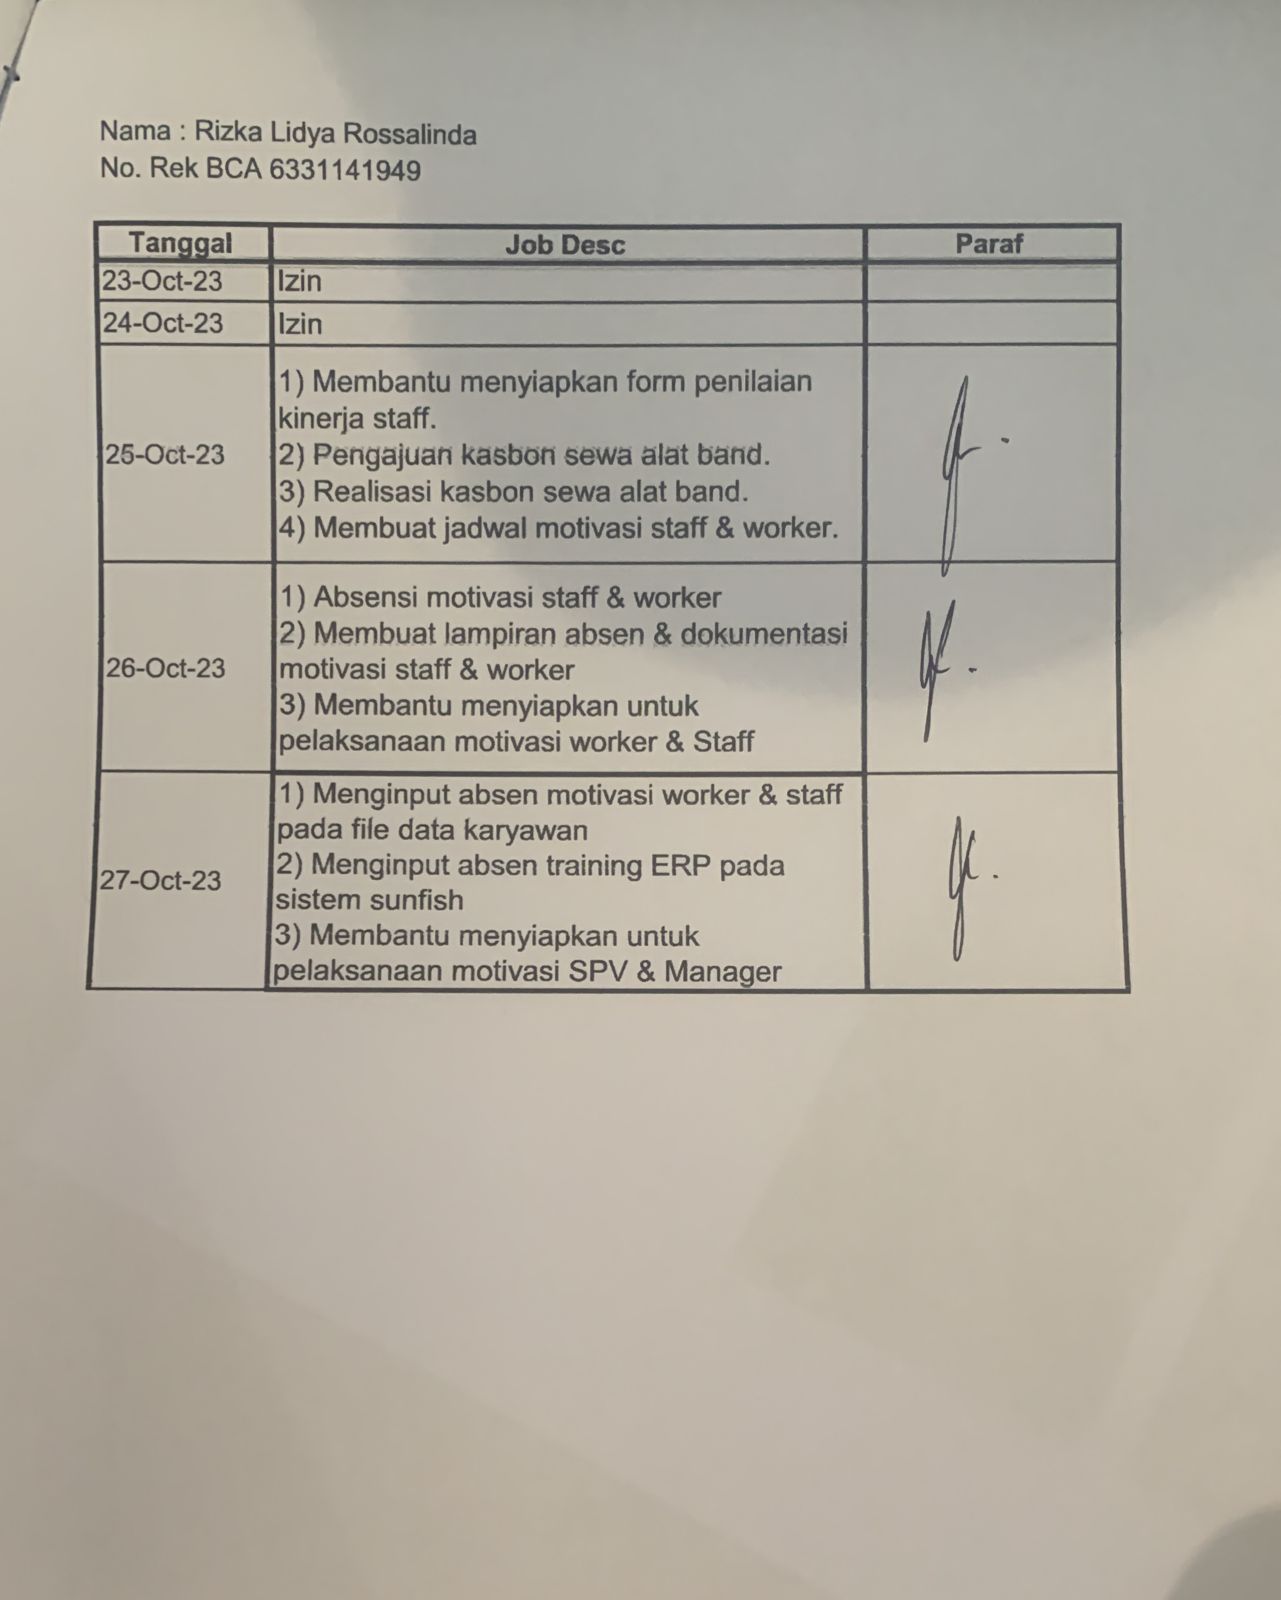 Nama : Rizka Lidya Rossalinda
No. Rek BCA 6331141949
Tanggal Job Desc Paraf
23-Oct-23 Izin
24-Oct-23 Izin
25-Oct-23
1) Membantu menyiapkan form penilaian
kinerja staff.
2) Pengajuan kasbon sewa alat band.
3) Realisasi kasbon sewa alat band.
4) Membuat jadwal motivasi staff & worker.
26-Oct-23
1) Absensi motivasi staff & worker
2) Membuat lampiran absen & dokumentasi
motivasi staff & worker
3) Membantu menyiapkan untuk
pelaksanaan motivasi worker & Staff
27-Oct-23
1) Menginput absen motivasi worker & staff
pada file data karyawan
2) Menginput absen training ERP pada
sistem sunfish
3) Membantu menyiapkan untuk
pelaksanaan motivasi SPV & Manager